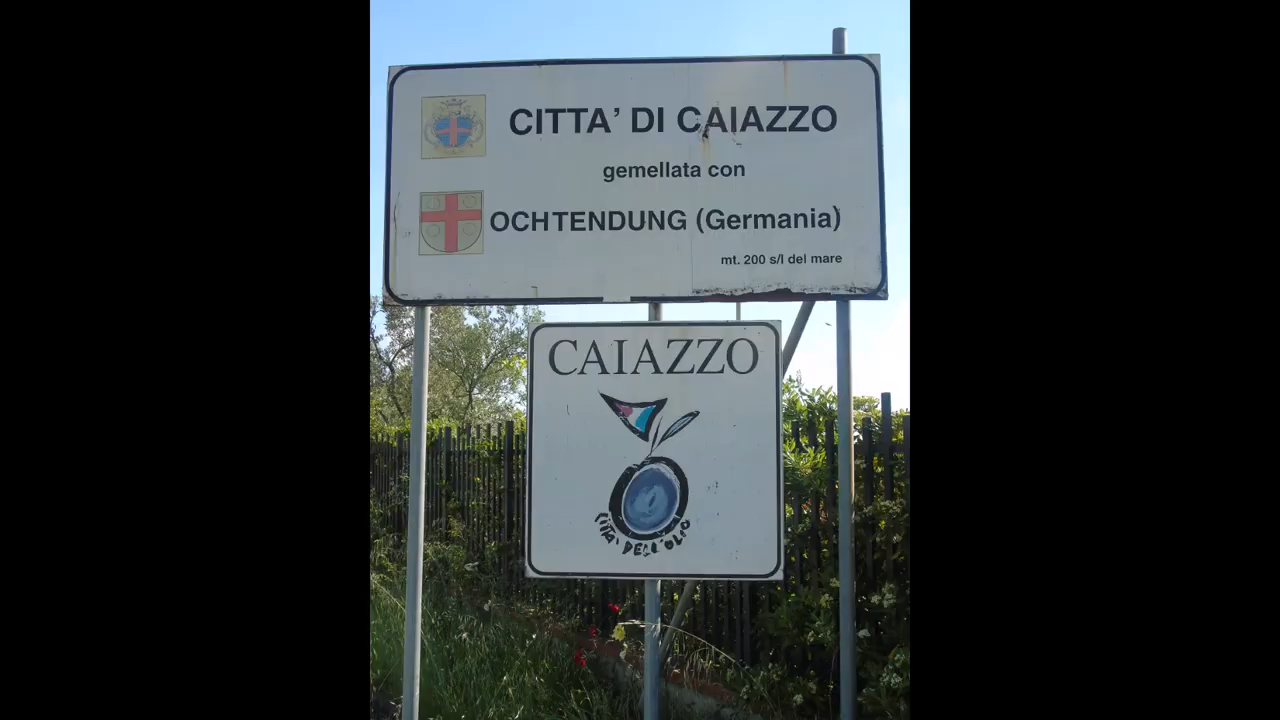 CITTA' DI CAIAZZO
gemellata con
OCHTENDUNG (Germania)
mt. 200 s/l del mare
CAIAZZO
CITTA' DELL'OLIO